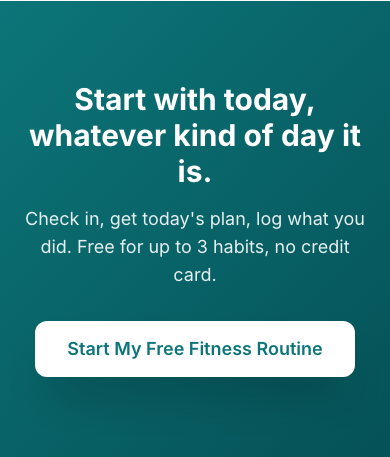 Start with today,
whatever kind of day it
is.
Check in, get today's plan, log what you
did. Free for up to 3 habits, no credit
card.
Start My Free Fitness Routine